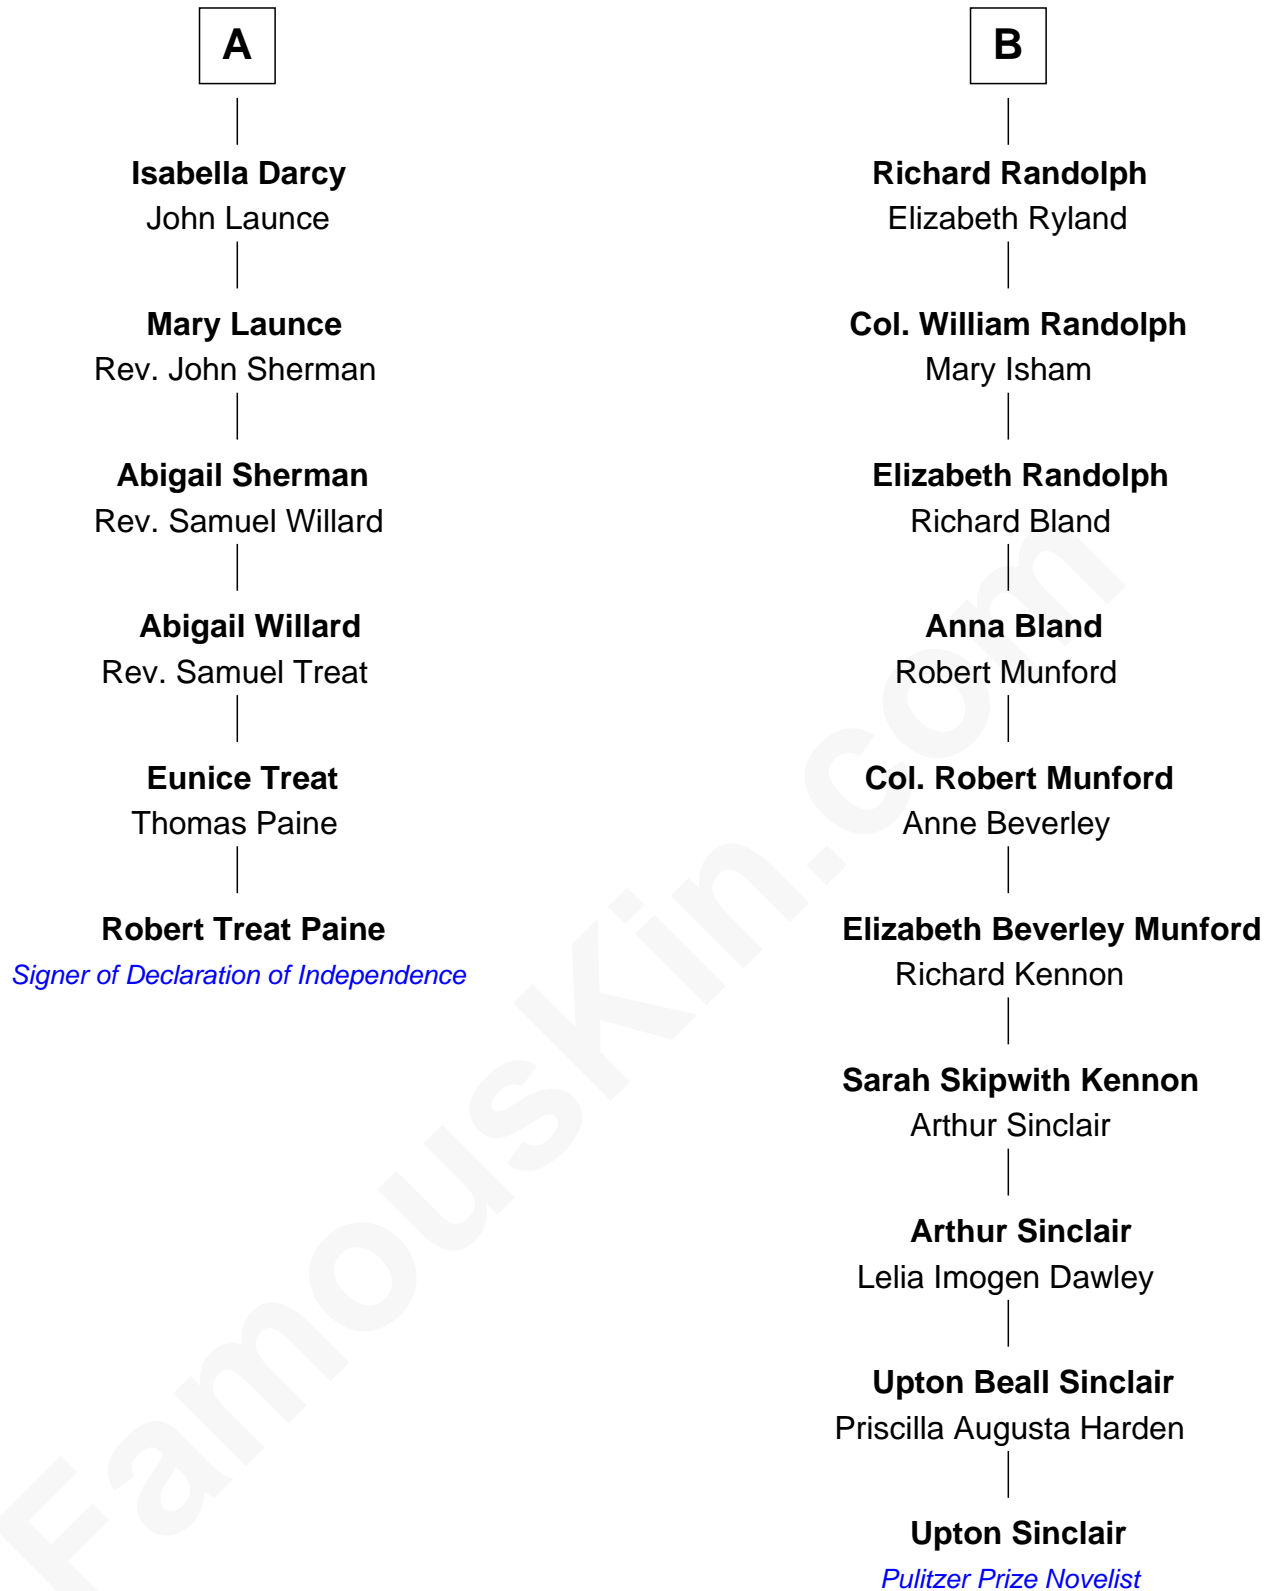 A
Isabella Darcy
John Launce
Mary Launce
Rev. John Sherman
Abigail Sherman
Rev. Samuel Willard
Abigail Willard
Rev. Samuel Treat
Eunice Treat
Thomas Paine
Robert Treat Paine
Signer of Declaration of Independence
B
Richard Randolph
Elizabeth Ryland
Col. William Randolph
Mary Isham
Elizabeth Randolph
Richard Bland
Anna Bland
Robert Munford
Col. Robert Munford
Anne Beverley
Elizabeth Beverley Munford
Richard Kennon
Sarah Skipwith Kennon
Arthur Sinclair
Arthur Sinclair
Lelia Imogen Dawley
Upton Beall Sinclair
Priscilla Augusta Harden
Upton Sinclair
Pulitzer Prize Novelist
FamousKin.com